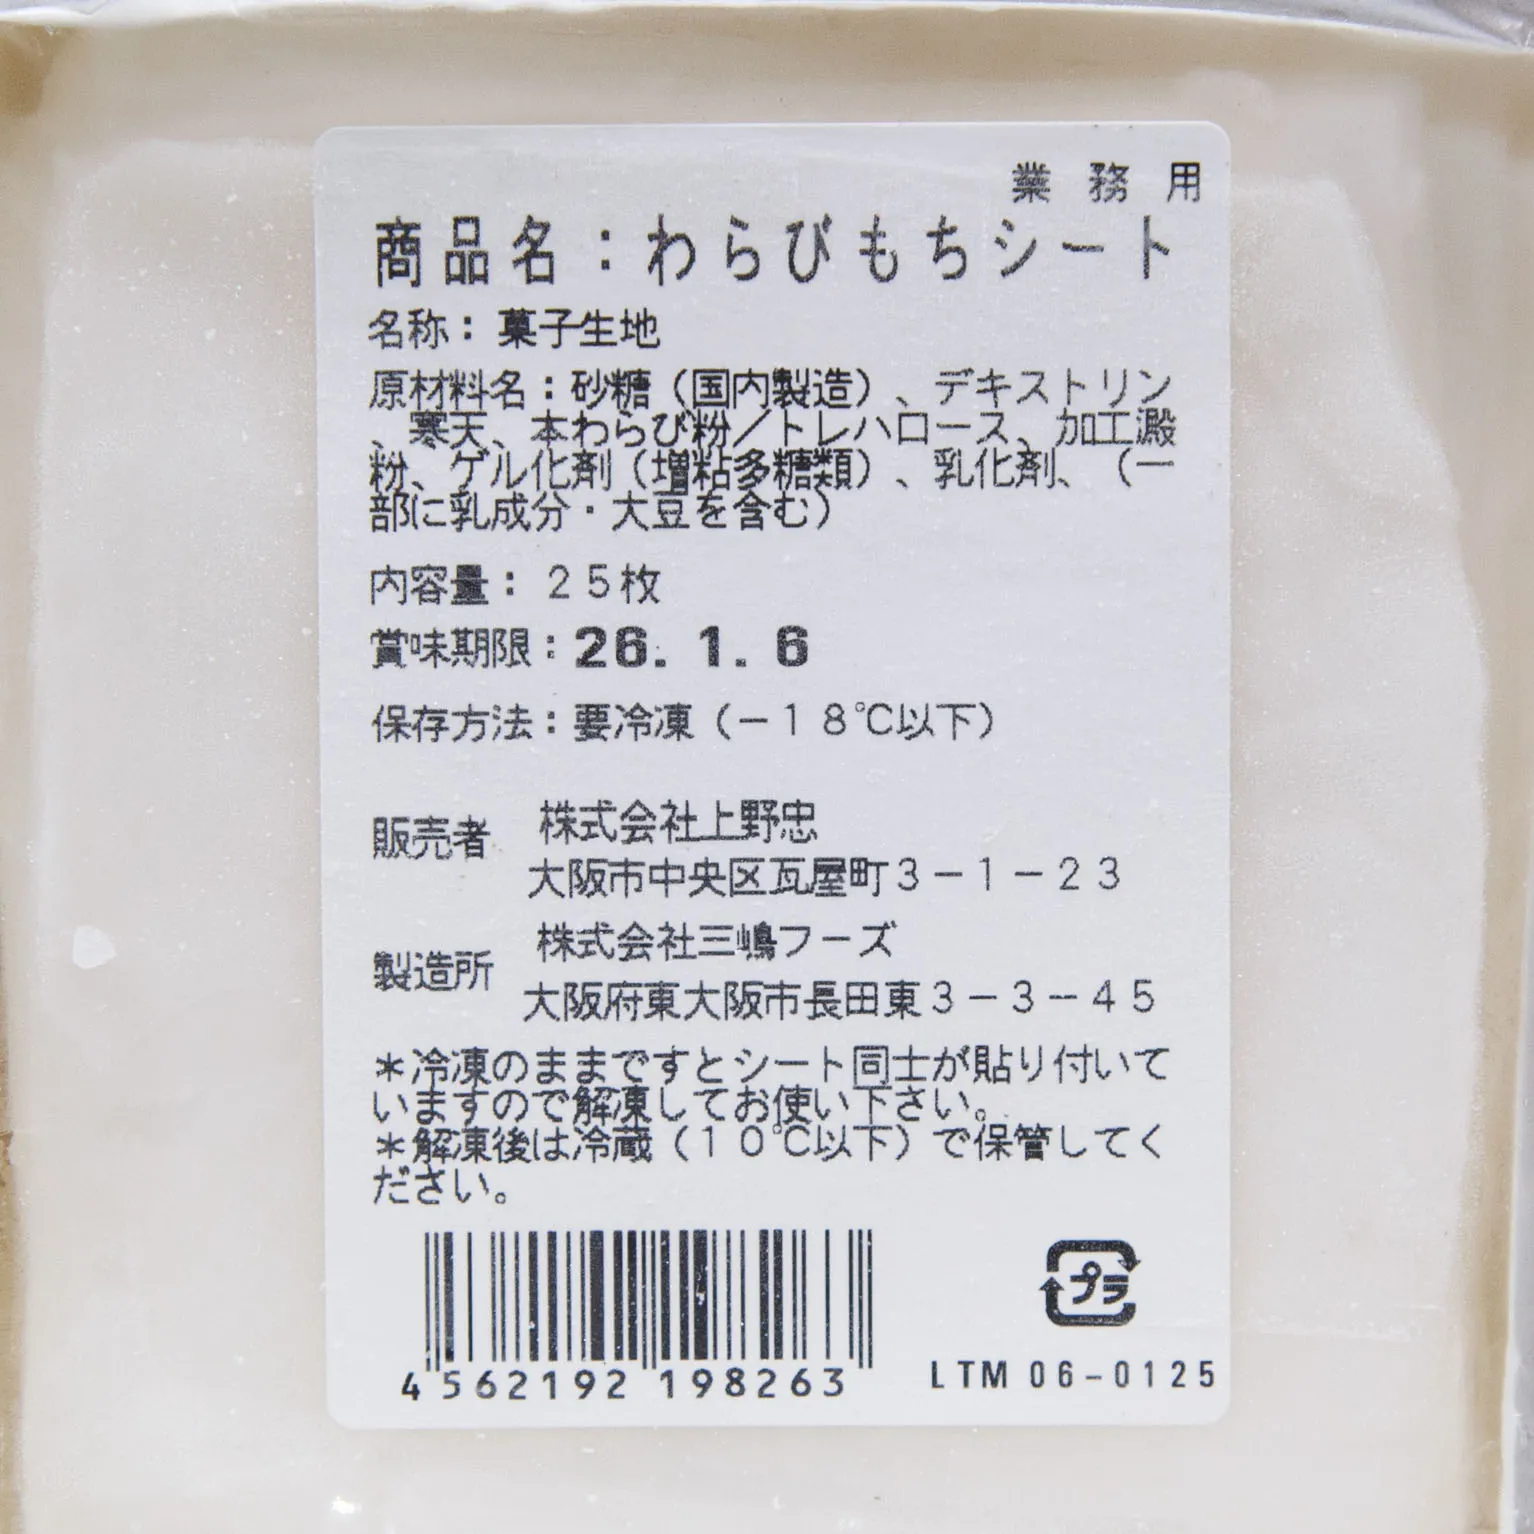 業務用
商品名：わらびもちシート
名称：菓子生地
原材料名：砂糖（国内製造）、デキストリン
、寒天、本わらび粉／トレハロース、加工澱
粉、ゲル化剤（増粘多糖類）、乳化剤、（一
部に乳成分・大豆を含む）
内容量：２５枚
賞味期限：26. 1. 6
保存方法：要冷凍（－１８℃以下）
販売者 株式会社上野忠
大阪市中央区瓦屋町３－１－２３
製造所 株式会社三嶋フーズ
大阪府東大阪市長田東３－３－４５
＊冷凍のままですとシート同士が貼り付いて
いますので解凍してお使い下さい。
＊解凍後は冷蔵（１０℃以下）で保管してく
ださい。
プラ
4 562192 198263
LTM 06-0125